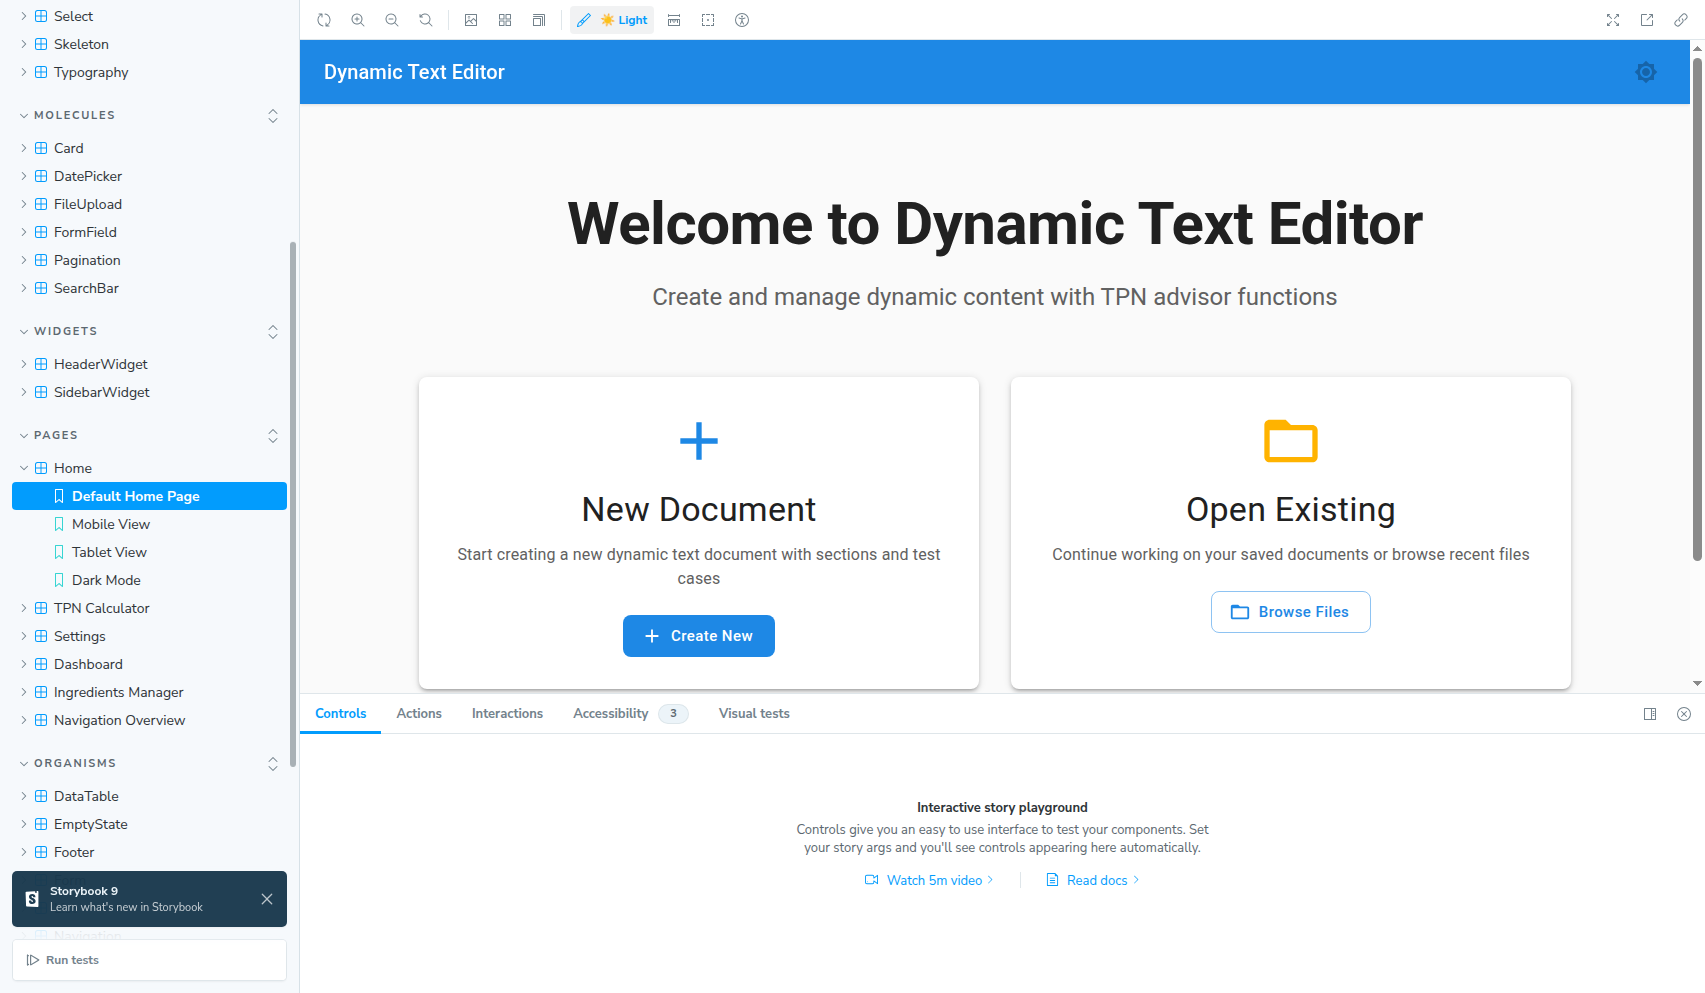 Select
Skeleton
Typography
MOLECULES
Card
DatePicker
FileUpload
FormField
Pagination
SearchBar
WIDGETS
HeaderWidget
SidebarWidget
PAGES
Home
Default Home Page
Mobile View
Tablet View
Dark Mode
TPN Calculator
Settings
Dashboard
Ingredients Manager
Navigation Overview
ORGANISMS
DataTable
EmptyState
Footer
Storybook 9
Learn what's new in Storybook
Navigation
Run tests
Light
Dynamic Text Editor
Welcome to Dynamic Text Editor
Create and manage dynamic content with TPN advisor functions
New Document
Start creating a new dynamic text document with sections and test
cases
Create New
Open Existing
Continue working on your saved documents or browse recent files
Browse Files
Controls
Actions
Interactions
Accessibility 3
Visual tests
Interactive story playground
Controls give you an easy to use interface to test your components. Set
your story args and you'll see controls appearing here automatically.
Watch 5m video
Read docs